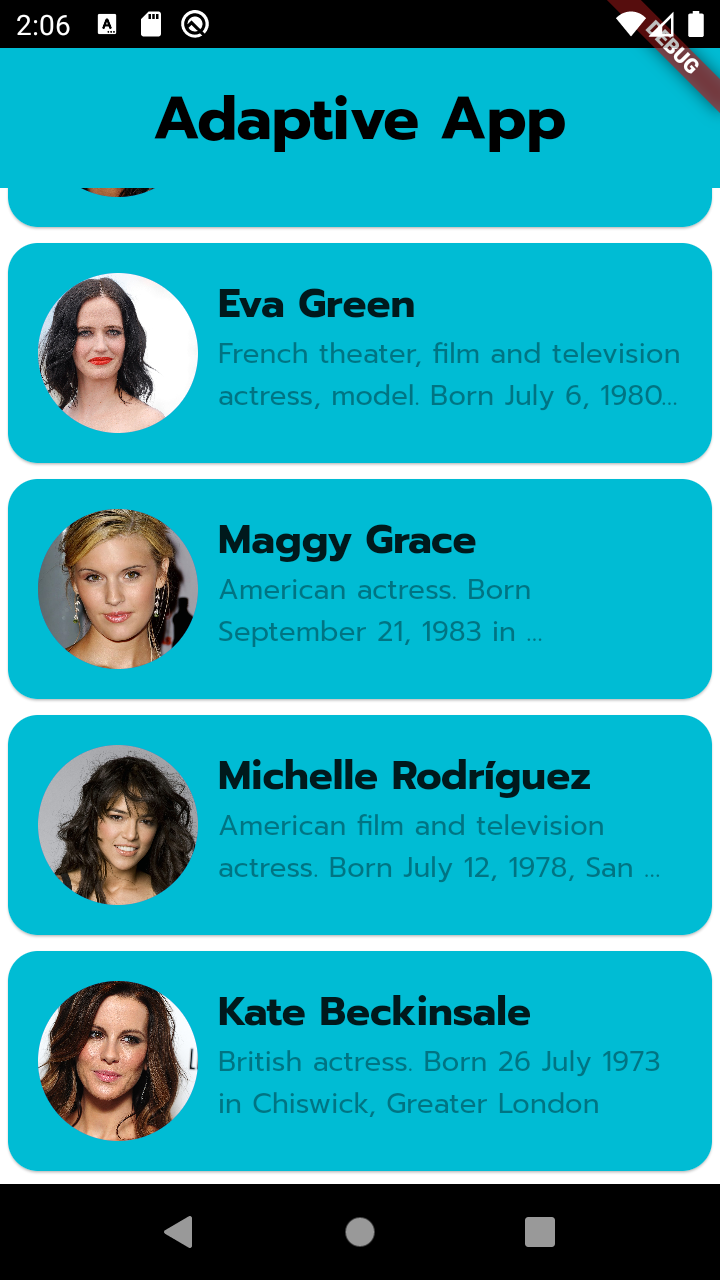 2:06
A
DEBUG
Adaptive App
Eva Green
French theater, film and television
actress, model. Born July 6, 1980...
Maggy Grace
American actress. Born
September 21, 1983 in ...
Michelle Rodríguez
American film and television
actress. Born July 12, 1978, San ...
Kate Beckinsale
British actress. Born 26 July 1973
in Chiswick, Greater London